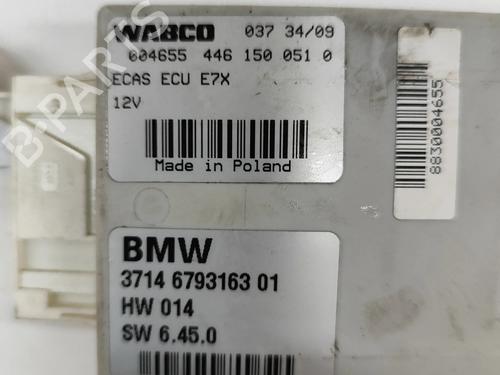 WABCO 037 34/09
004655 446 150 051 0
ECAS ECU E7X
12V
Made in Poland
8830004655
BMW
3714 6793163 01
HW 014
SW 6.45.0
B-PARTS